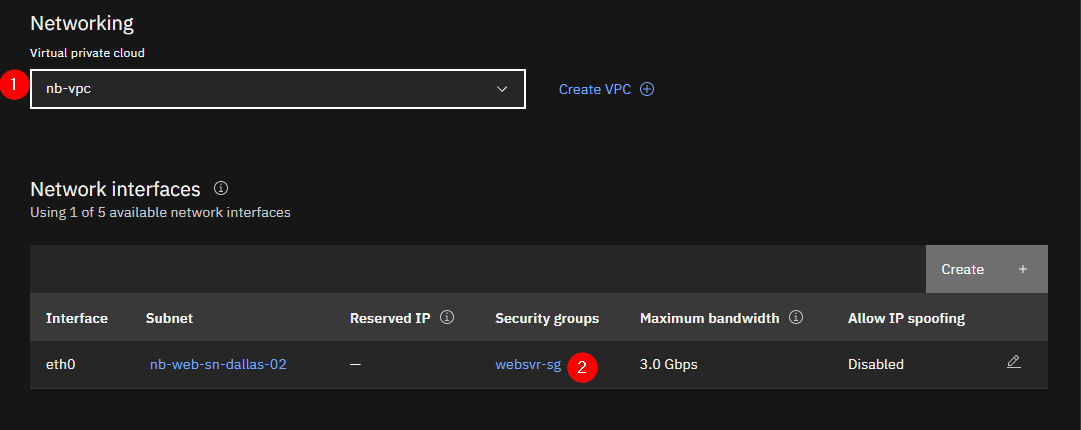 Networking
Virtual private cloud
1 nb-vpc Create VPC
Network interfaces
Using 1 of 5 available network interfaces
Create +
Interface Subnet Reserved IP Security groups Maximum bandwidth Allow IP spoofing
eth0 nb-web-sn-dallas-02 — websvr-sg 2 3.0 Gbps Disabled